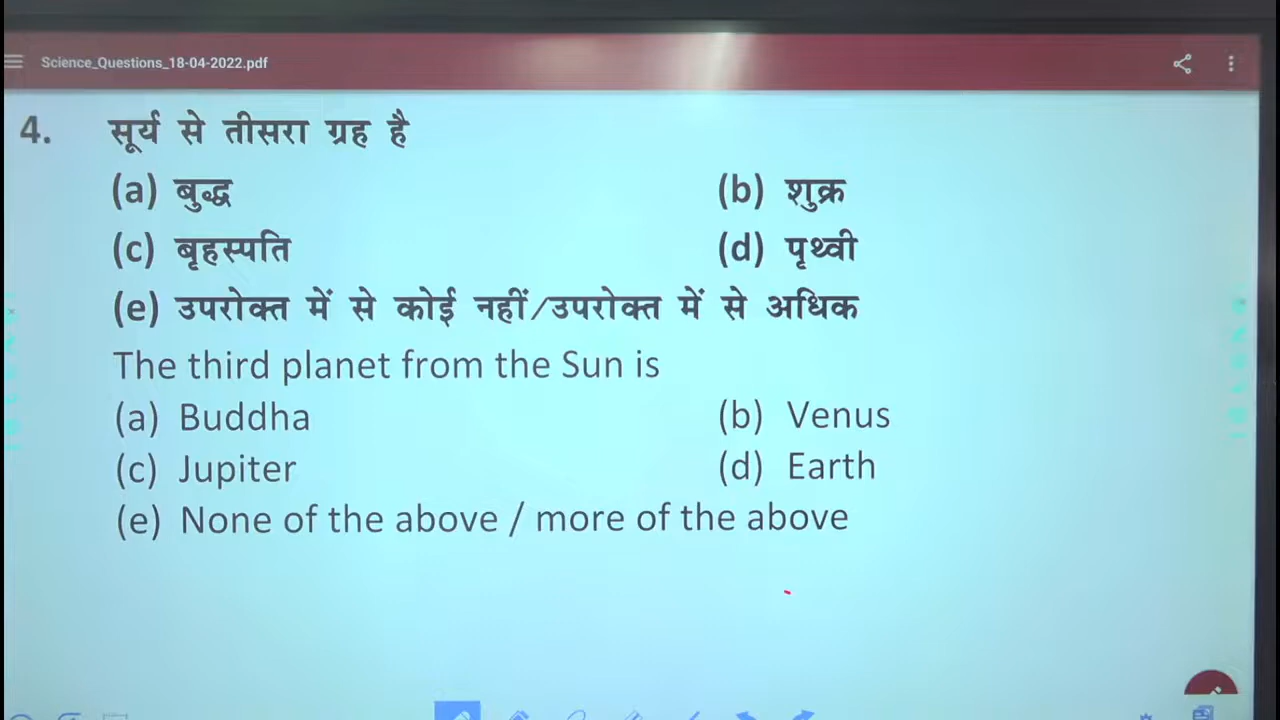 Science_Questions_18-04-2022.pdf
4. सूर्य से तीसरा ग्रह है
(a) बुद्ध (b) शुक्र
(c) बृहस्पति (d) पृथ्वी
(e) उपरोक्त में से कोई नहीं/उपरोक्त में से अधिक
The third planet from the Sun is
(a) Buddha (b) Venus
(c) Jupiter (d) Earth
(e) None of the above / more of the above